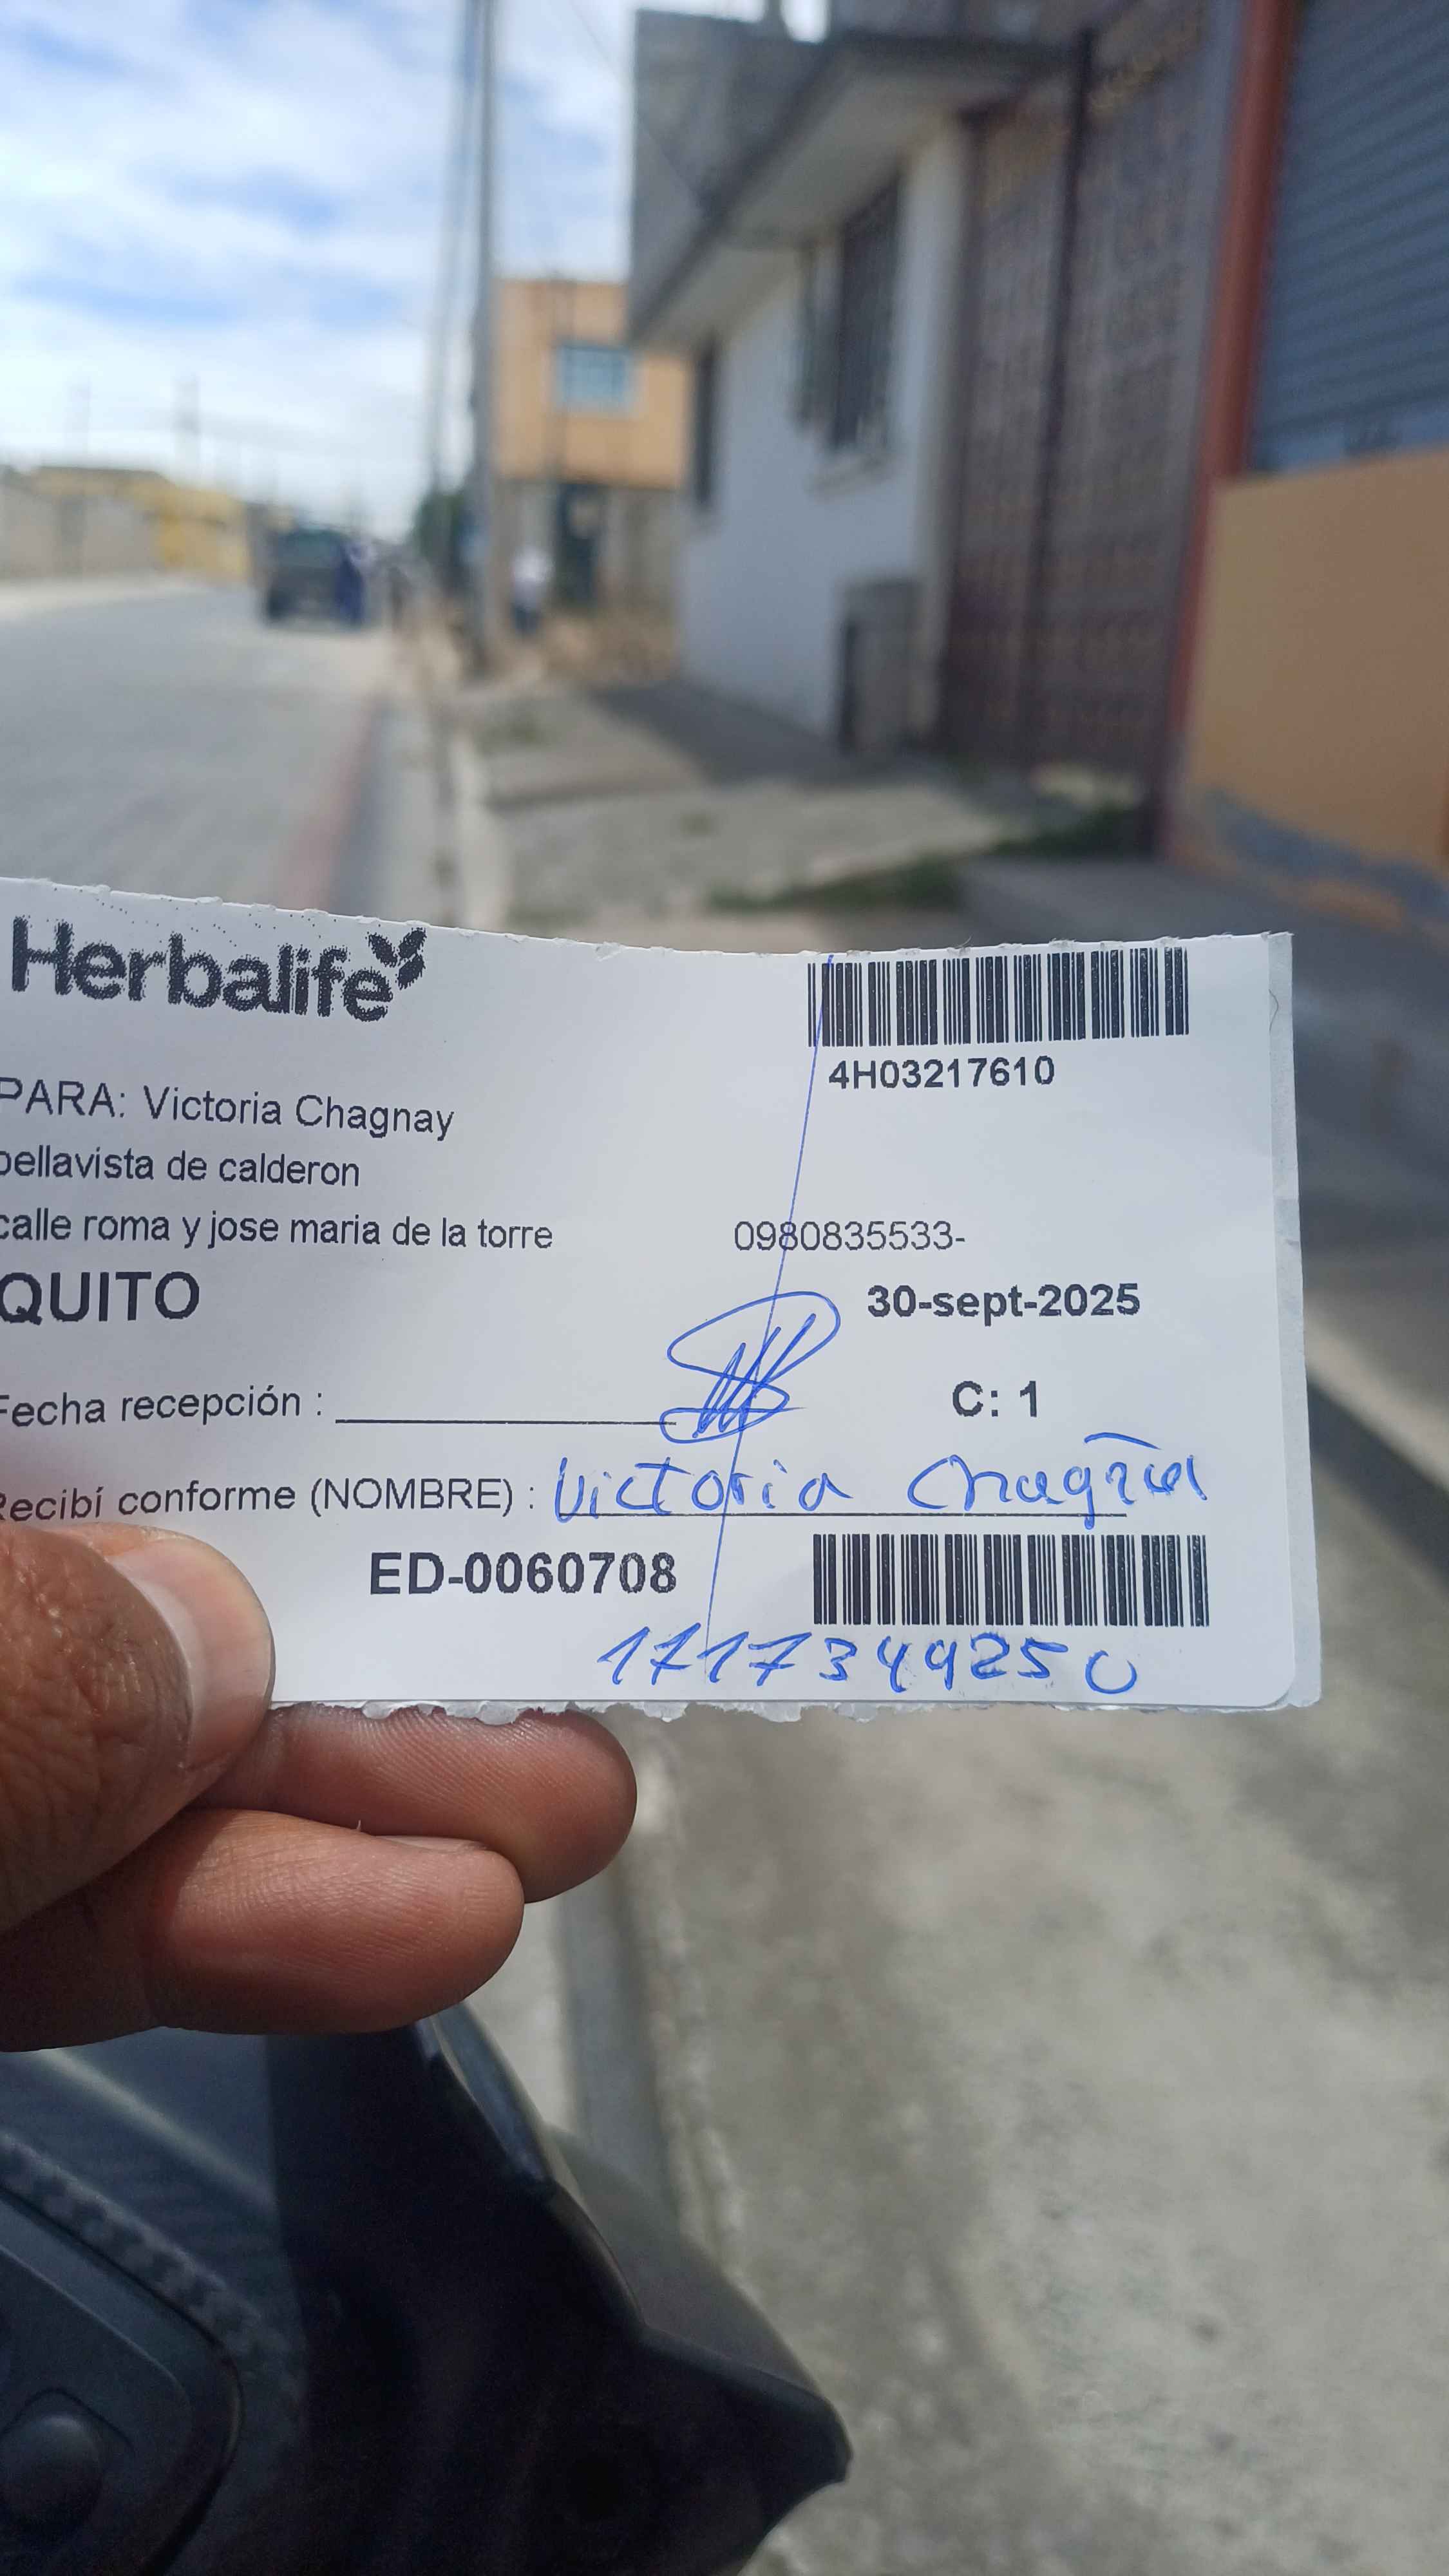 Herbalife
4H03217610
PARA: Victoria Chagnay
bellavista de calderon
calle roma y jose maria de la torre 0980835533-
QUITO
30-sept-2025
Fecha recepción :
C: 1
Recibí conforme (NOMBRE) : Victoria
ED-0060708
1717349250